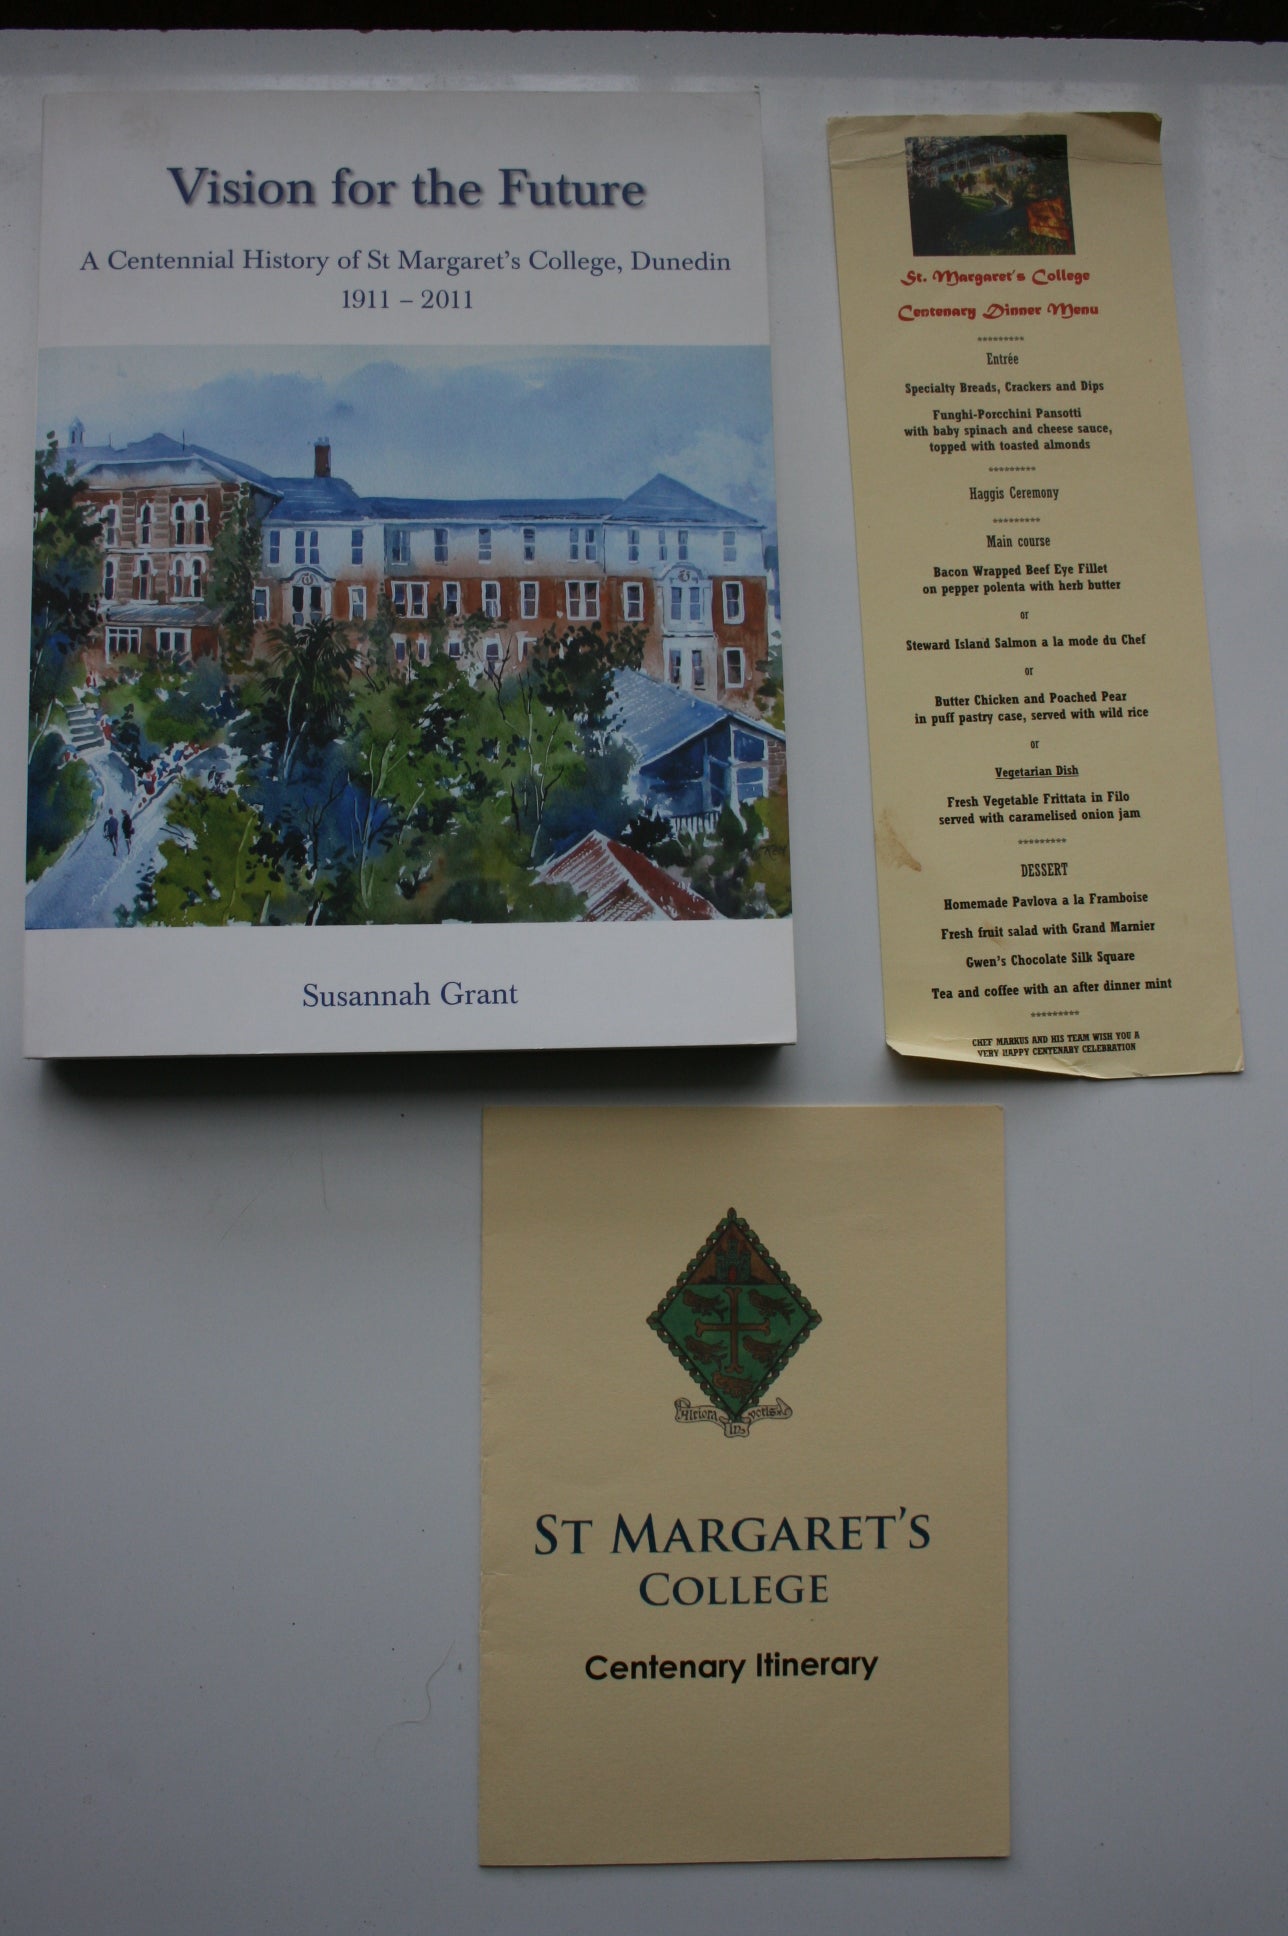 Vision for the Future
A Centennial History of St Margaret's College, Dunedin
1911 – 2011
Susannah Grant
St. Margaret's College
Centenary Dinner Menu
*********
Entrée
Specialty Breads, Crackers and Dips
Funghi-Porcchini Pansotti
with baby spinach and cheese sauce,
topped with toasted almonds
*********
Haggis Ceremony
*********
Main course
Bacon Wrapped Beef Eye Fillet
on pepper polenta with herb butter
or
Steward Island Salmon a la mode du Chef
or
Butter Chicken and Poached Pear
in puff pastry case, served with wild rice
or
Vegetarian Dish
Fresh Vegetable Frittata in Filo
served with caramelised onion jam
*********
DESSERT
Homemade Pavlova a la Framboise
Fresh fruit salad with Grand Marnier
Gwen's Chocolate Silk Square
Tea and coffee with an after dinner mint
*********
CHEF MARKUS AND HIS TEAM WISH YOU A
VERY HAPPY CENTENARY CELEBRATION
Altiora in votis
ST MARGARET'S
COLLEGE
Centenary Itinerary